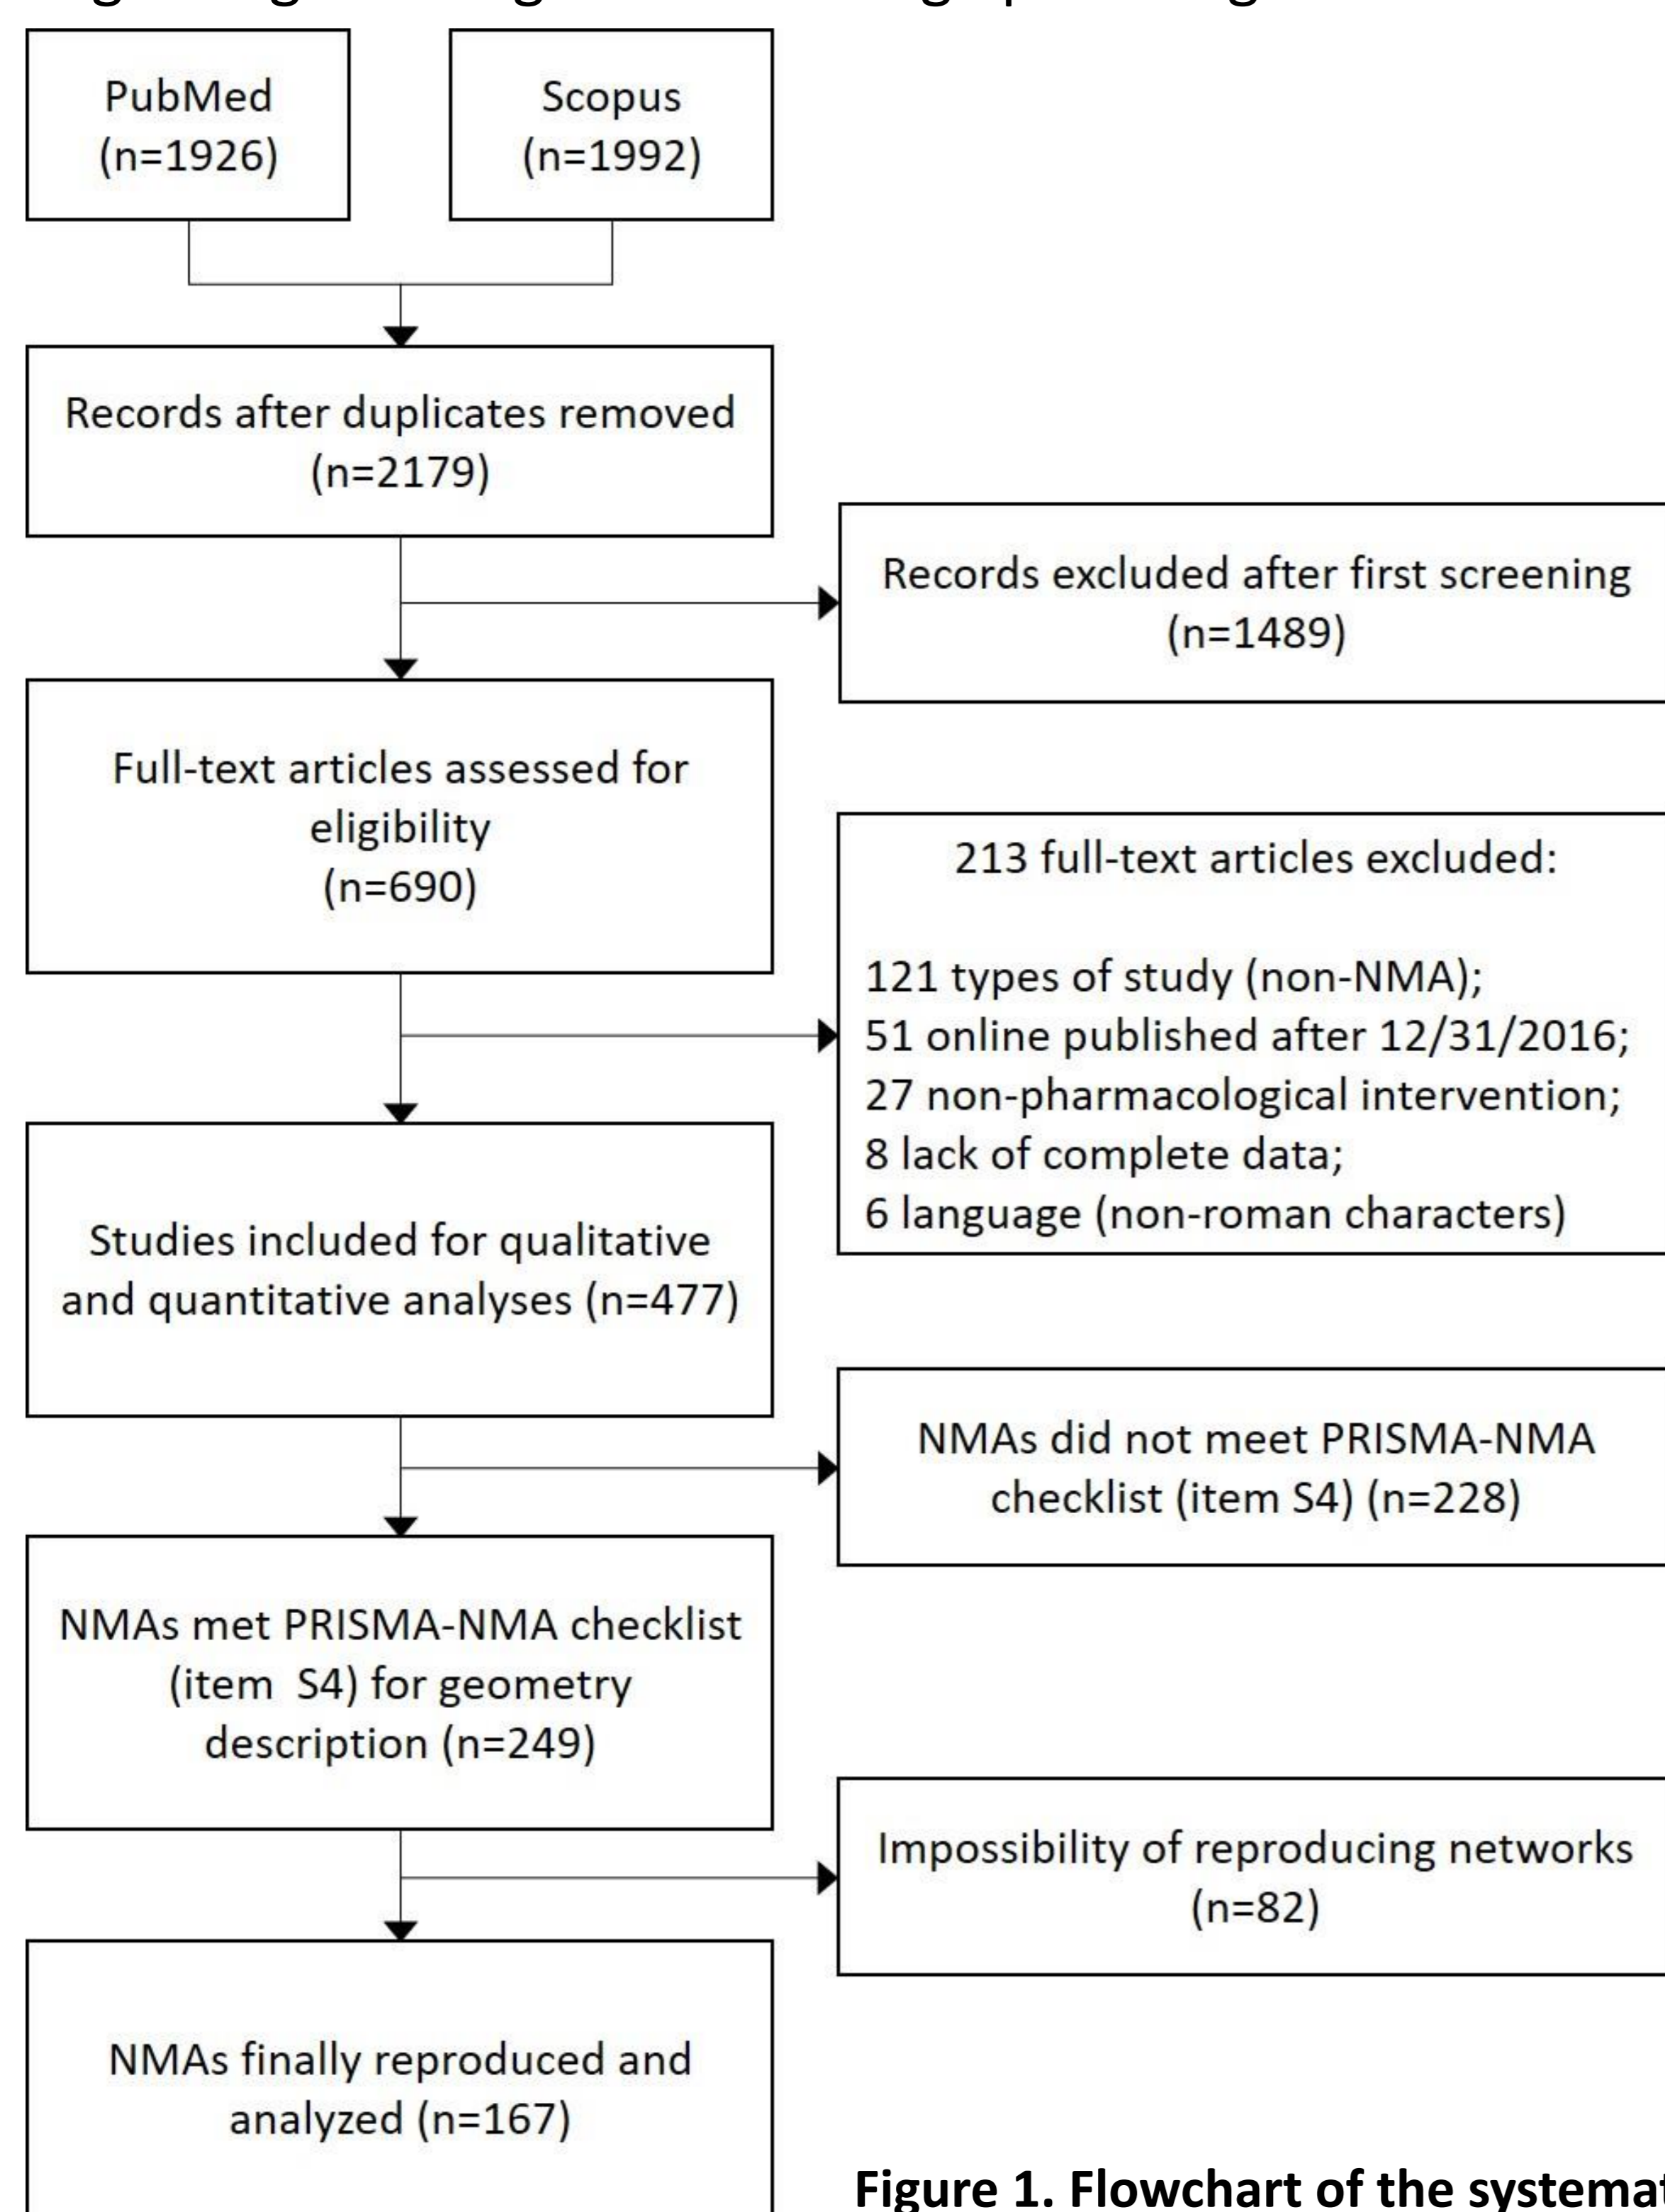 PubMed
(n=1926)
Scopus
(n=1992)
Records after duplicates removed
(n=2179)
Records excluded after first screening
(n=1489)
Full-text articles assessed for
eligibility
(n=690)
213 full-text articles excluded:
121 types of study (non-NMA);
51 online published after 12/31/2016;
27 non-pharmacological intervention;
8 lack of complete data;
6 language (non-roman characters)
Studies included for qualitative
and quantitative analyses (n=477)
NMAs did not meet PRISMA-NMA
checklist (item S4) (n=228)
NMAs met PRISMA-NMA checklist
(item  S4) for geometry
description (n=249)
Impossibility of reproducing networks
(n=82)
NMAs finally reproduced and
analyzed (n=167)
Figure 1. Flowchart of the